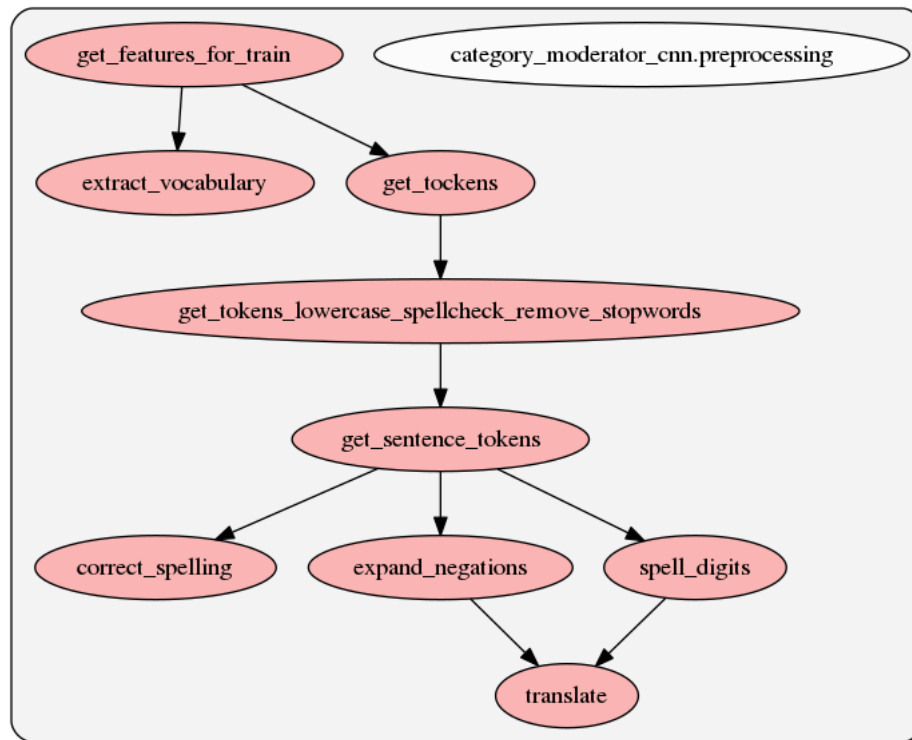 get_features_for_train
category_moderator_cnn.preprocessing
extract_vocabulary
get_tockens
get_tokens_lowercase_spellcheck_remove_stopwords
get_sentence_tokens
correct_spelling
expand_negations
spell_digits
translate